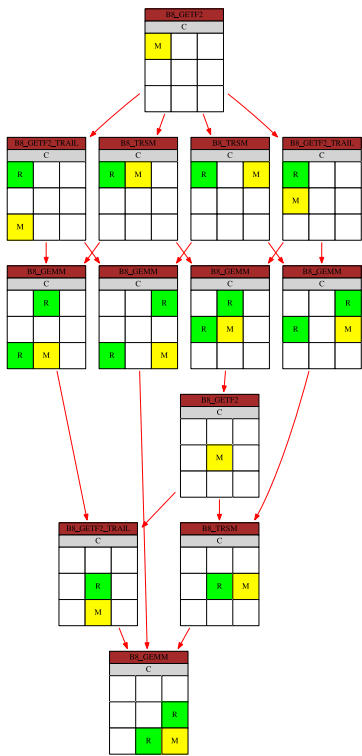 B8_GETF2
C
M
B8_GETF2_TRAIL B8_TRSM B8_TRSM B8_GETF2_TRAIL
C C C C
R R M R M R
M
M
B8_GEMM B8_GEMM B8_GEMM B8_GEMM
C C C C
R R R R
R M R M
R M R M
B8_GETF2
C
M
B8_GETF2_TRAIL B8_TRSM
C C
R R M
M
B8_GEMM
C
R
R M